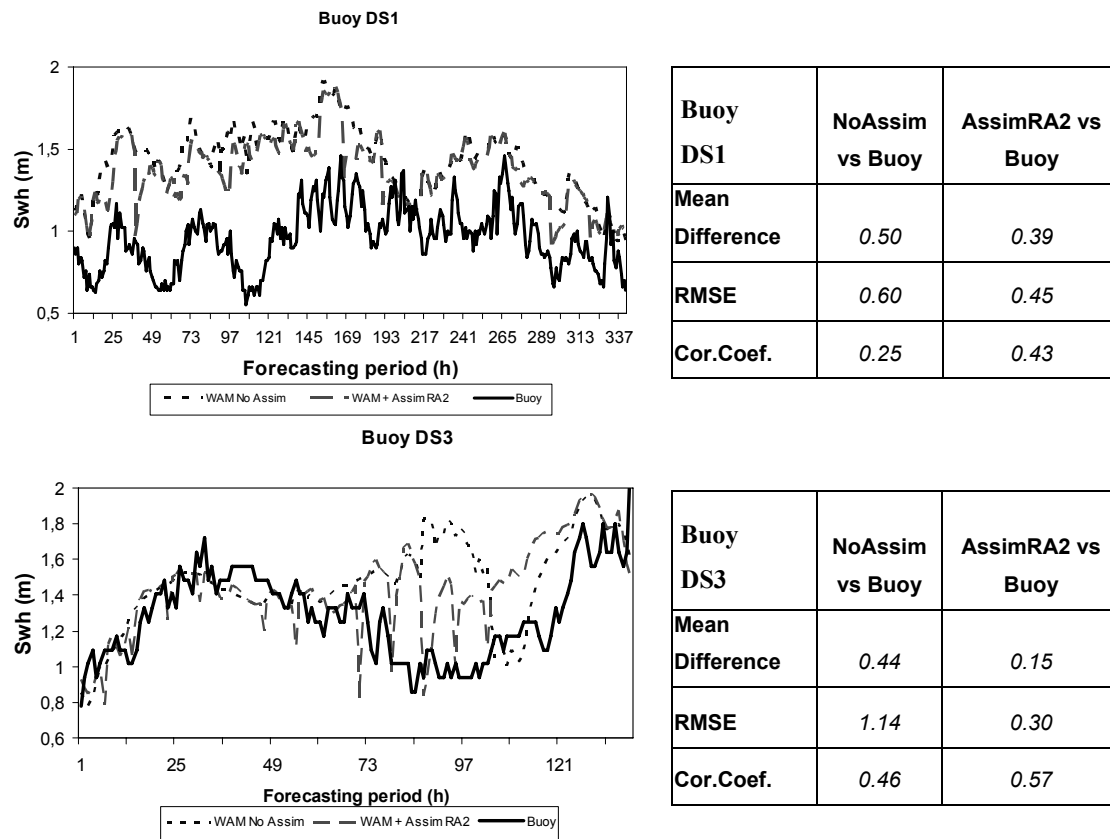 Buoy DS1
2
1,5
1
0,5
Swh (m)
1 25 49 73 97 121 145 169 193 217 241 265 289 313 337
Forecasting period (h)
WAM No Assim WAM + Assim RA2 Buoy
Buoy
DS1
NoAssim
vs Buoy
AssimRA2 vs
Buoy
Mean
Difference 0.50 0.39
RMSE 0.60 0.45
Cor.Coef. 0.25 0.43
Buoy DS3
2
1,8
1,6
1,4
1,2
1
0,8
0,6
Swh (m)
1 25 49 73 97 121
Forecasting period (h)
WAM No Assim WAM + Assim RA2 Buoy
Buoy
DS3
NoAssim
vs Buoy
AssimRA2 vs
Buoy
Mean
Difference 0.44 0.15
RMSE 1.14 0.30
Cor.Coef. 0.46 0.57